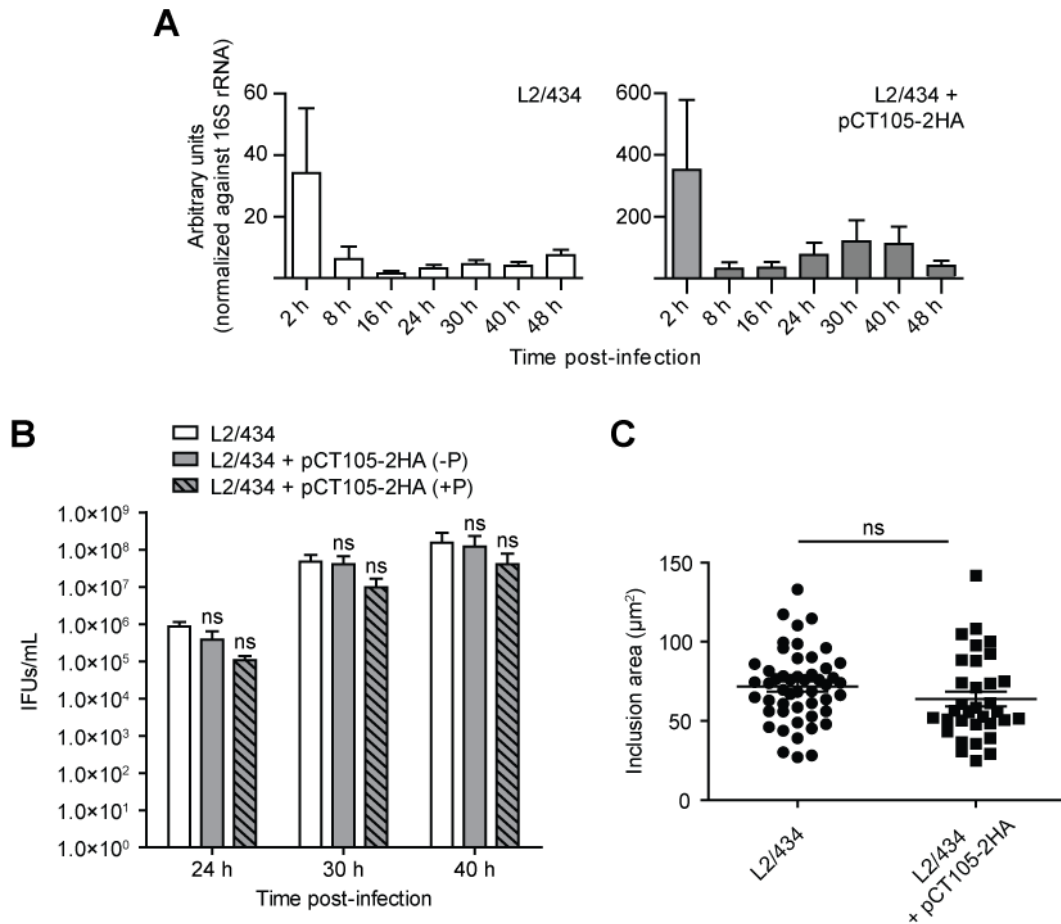 A
Arbitrary units
(normalized against 16S rRNA)
60
40
20
L2/434
2 h
8 h
16 h
24 h
30 h
40 h
48 h
600
400
200
L2/434 +
pCT105-2HA
2 h
8 h
16 h
24 h
30 h
40 h
48 h
Time post-infection
B
L2/434
L2/434 + pCT105-2HA (-P)
L2/434 + pCT105-2HA (+P)
IFUs/mL
1.0×10⁹
1.0×10⁸
1.0×10⁷
1.0×10⁶
1.0×10⁵
1.0×10⁴
1.0×10³
1.0×10²
1.0×10¹
1.0×10⁰
ns
ns
ns
ns
ns
ns
24 h
30 h
40 h
Time post-infection
C
ns
Inclusion area (µm²)
150
100
50
0
L2/434
L2/434
+ pCT105-2HA